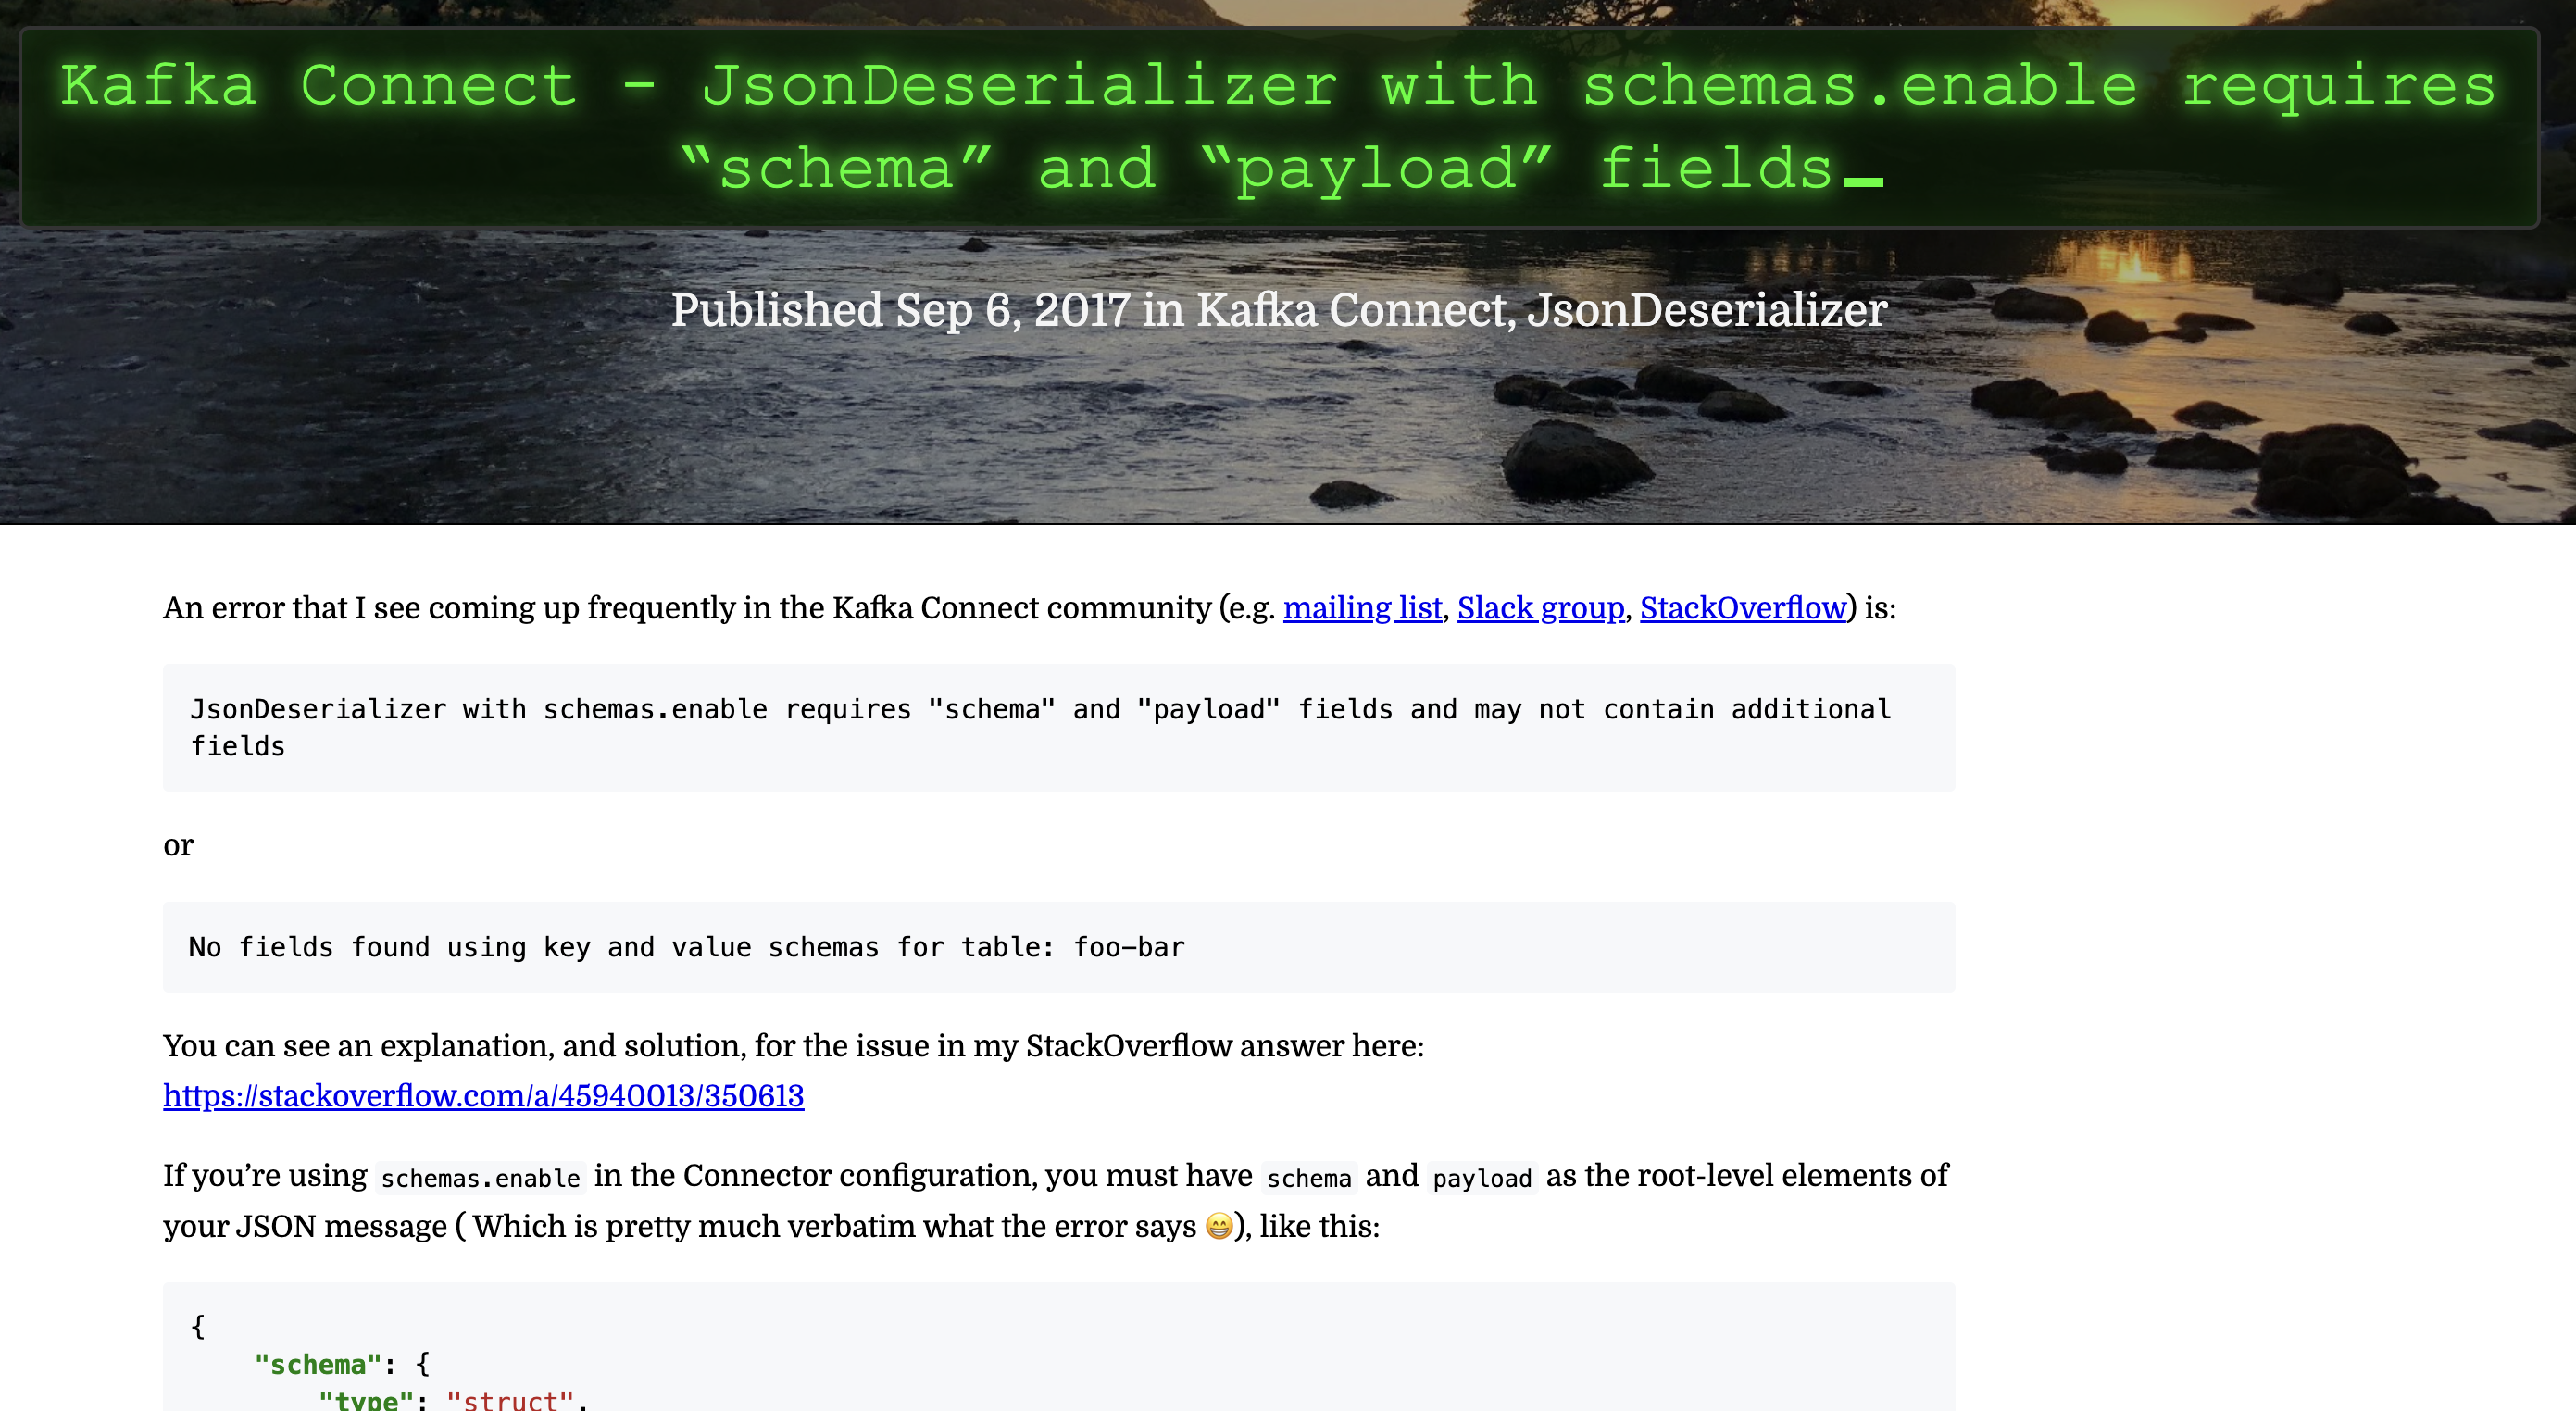 Kafka Connect - JsonDeserializer with schemas.enable requires
“schema” and “payload” fields
Published Sep 6, 2017 in Kafka Connect, JsonDeserializer
An error that I see coming up frequently in the Kafka Connect community (e.g. mailing list, Slack group, StackOverflow) is:
JsonDeserializer with schemas.enable requires "schema" and "payload" fields and may not contain additional
fields
or
No fields found using key and value schemas for table: foo-bar
You can see an explanation, and solution, for the issue in my StackOverflow answer here:
https://stackoverflow.com/a/45940013/350613
If you’re using schemas.enable in the Connector configuration, you must have schema and payload as the root-level elements of
your JSON message ( Which is pretty much verbatim what the error says 😁), like this:
{
"schema": {
"type": "struct",